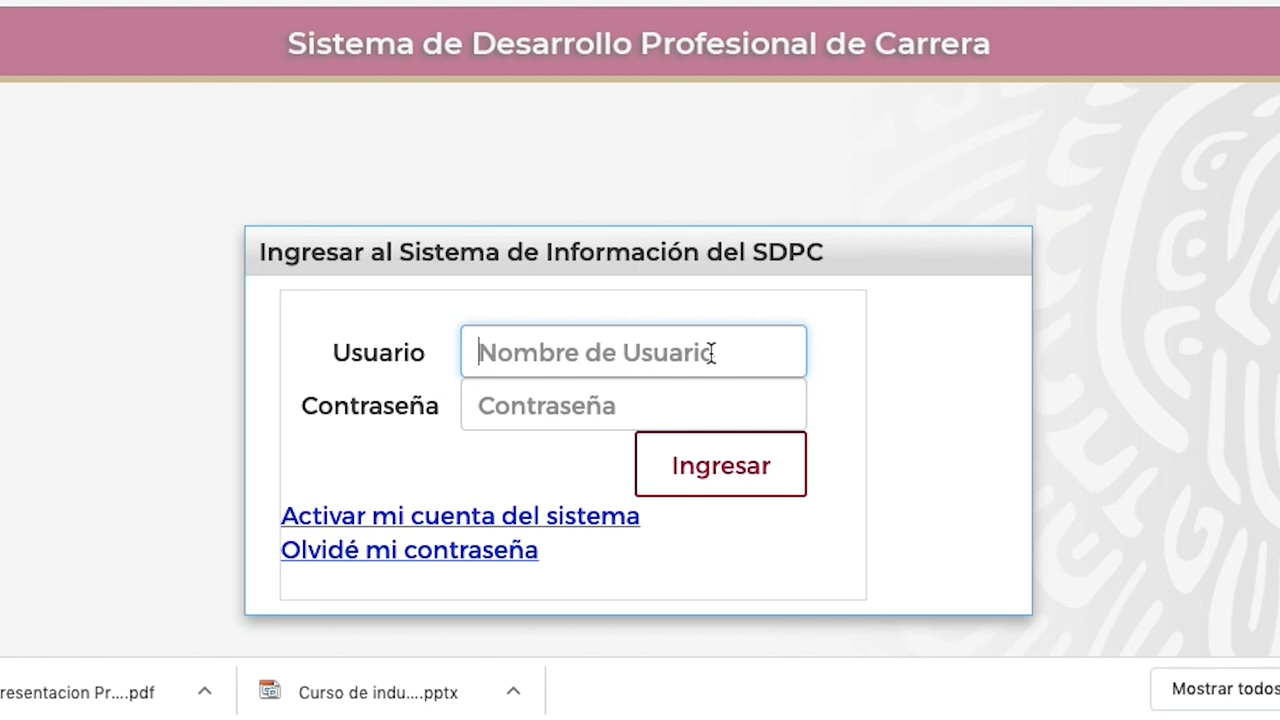 Sistema de Desarrollo Profesional de Carrera
Ingresar al Sistema de Información del SDPC
Usuario
Nombre de Usuario
Contraseña
Contraseña
Ingresar
Activar mi cuenta del sistema
Olvidé mi contraseña
resentacion Pr....pdf
Curso de indu....pptx
Mostrar todos